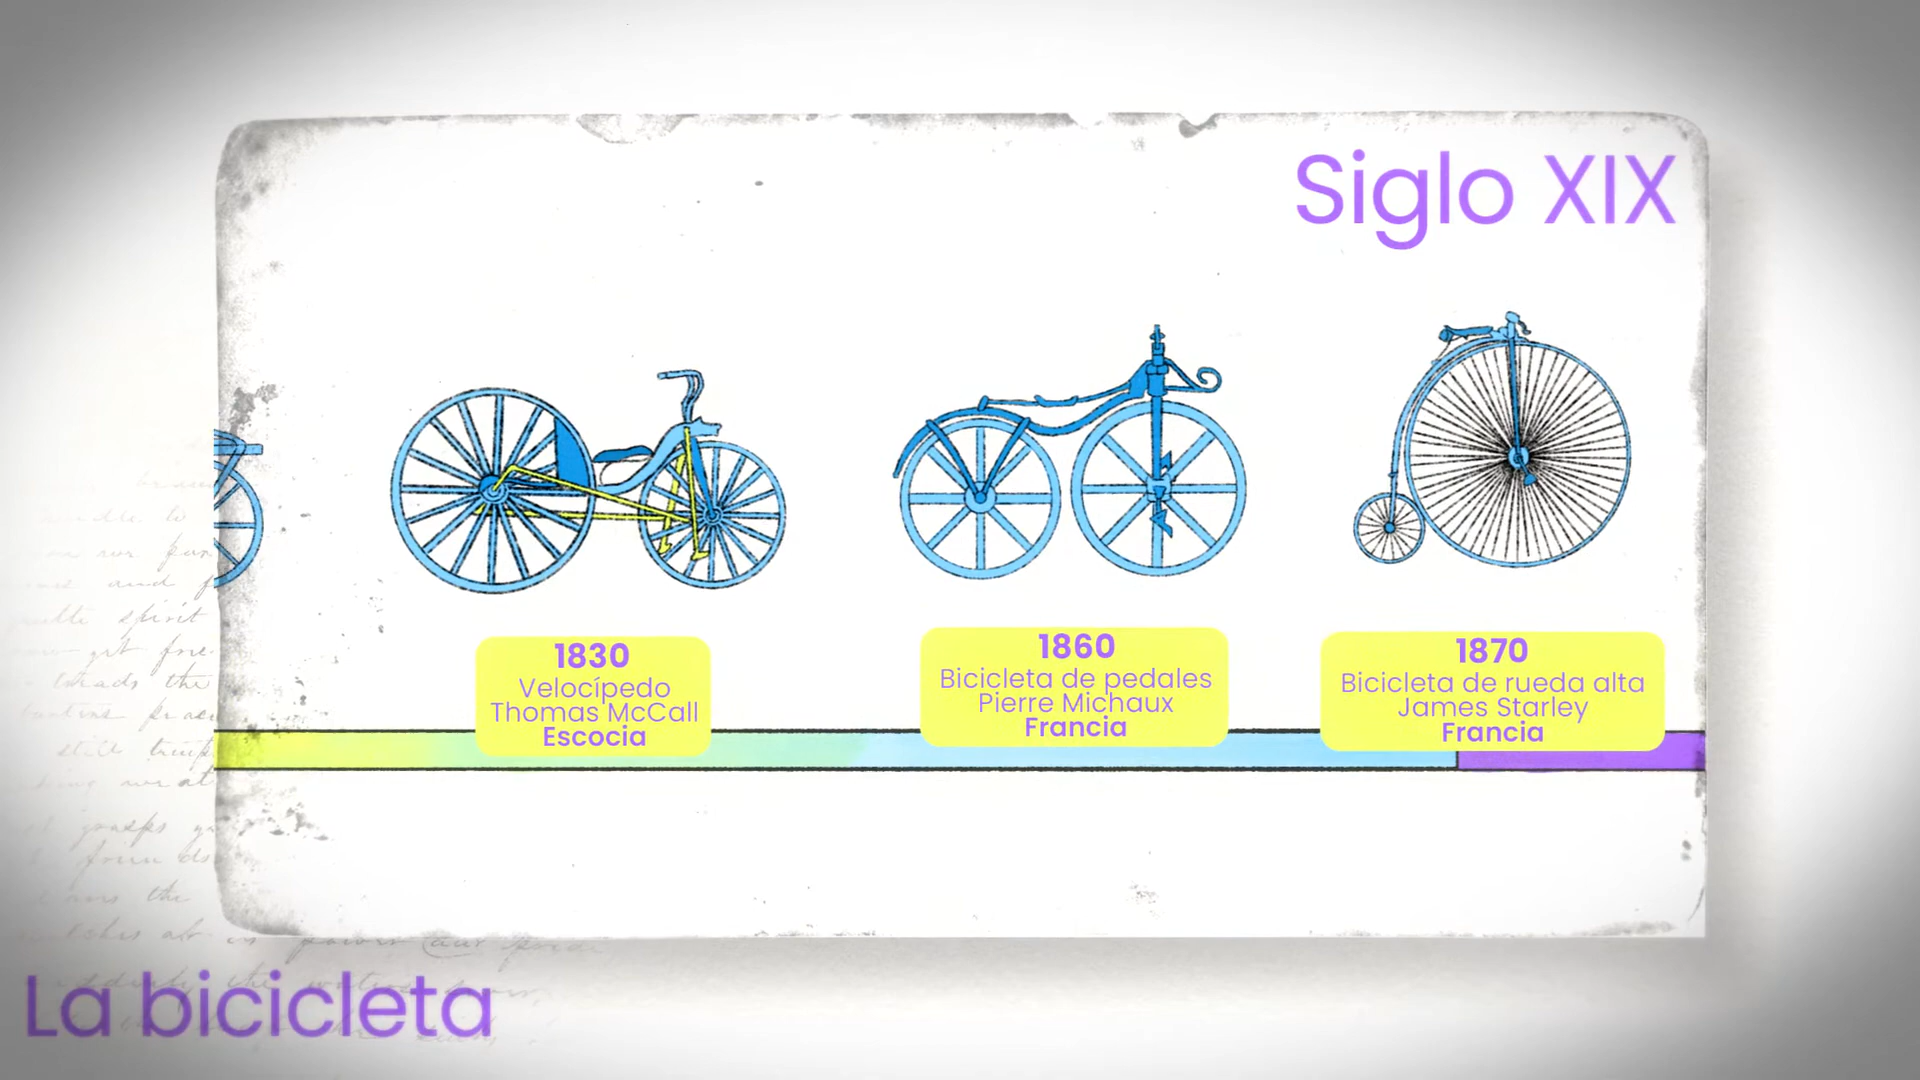 Siglo XIX
1830
Velocípedo
Thomas McCall
Escocia
1860
Bicicleta de pedales
Pierre Michaux
Francia
1870
Bicicleta de rueda alta
James Starley
Francia
La bicicleta